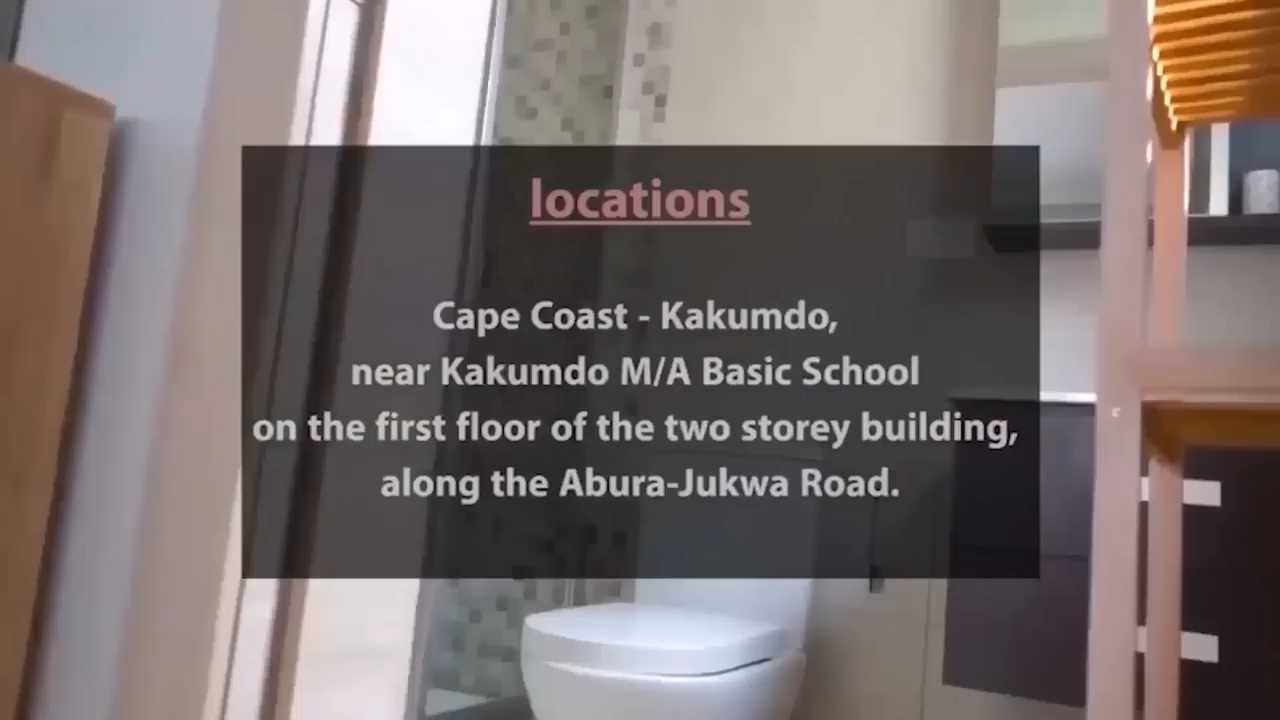 locations
Cape Coast - Kakumdo,
near Kakumdo M/A Basic School
on the first floor of the two storey building,
along the Abura-Jukwa Road.